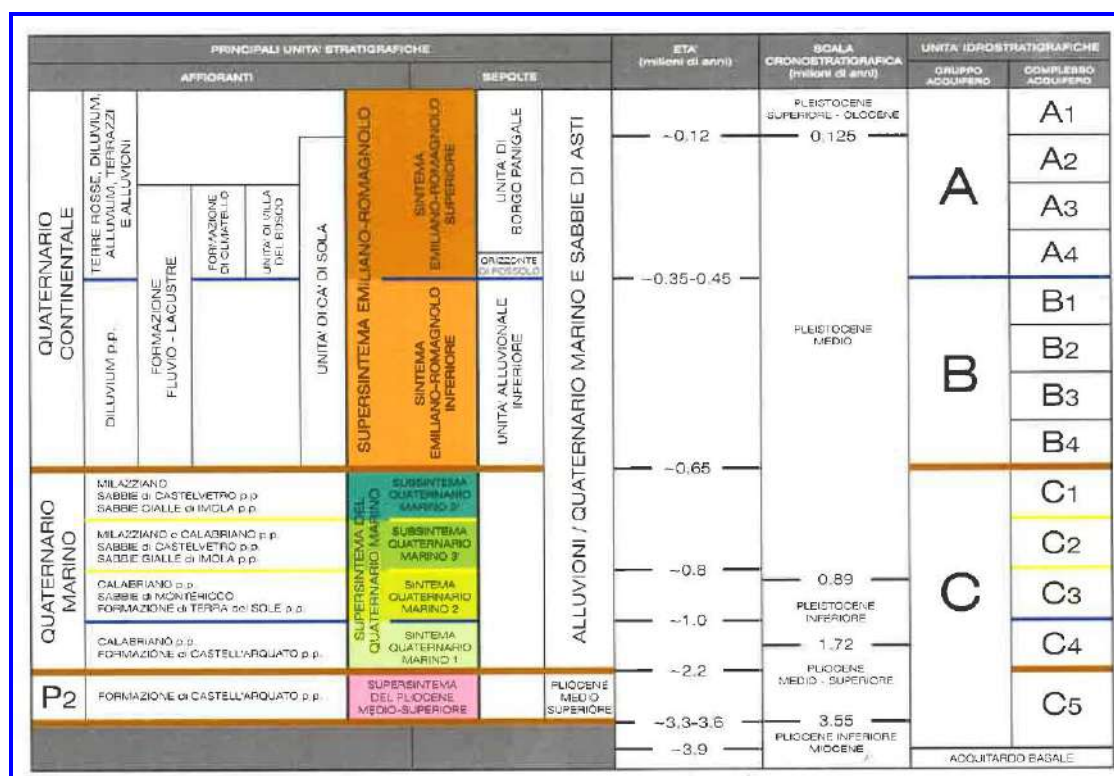 PRINCIPALI UNITA' STRATIGRAFICHE
AFFIORANTI
SEPOLTE
ETA'
(milioni di anni)
SCALA
CRONOSTRATIGRAFICA
(milioni di anni)
UNITA' IDROSTRATIGRAFICHE
GRUPPO
ACQUIFERO
COMPLESSO
ACQUIFERO
QUATERNARIO
CONTINENTALE
TERRE ROSSE, DILUVIUM,
ALLUVIUM, TERRAZZI
E ALLUVIONI
DILUVIUM p.p.
FORMAZIONE
FLUVIO - LACUSTRE
FORMAZIONE
DI OLMATELLO
UNITA' DI VILLA
DEL BOSCO
UNITA' DI CA' DI SOLA
SUPERSINTEMA EMILIANO-ROMAGNOLO
SINTEMA
EMILIANO-ROMAGNOLO
SUPERIORE
SINTEMA
EMILIANO-ROMAGNOLO
INFERIORE
UNITA' DI
BORGO PANIGALE
ORIZZONTE
DI FOSSOLO
UNITA' ALLUVIONALE
INFERIORE
ALLUVIONI / QUATERNARIO MARINO E SABBIE DI ASTI
QUATERNARIO
MARINO
MILAZZIANO
SABBIE di CASTELVETRO p.p.
SABBIE GIALLE di IMOLA p.p.
MILAZZIANO e CALABRIANO p.p.
SABBIE di CASTELVETRO p.p.
SABBIE GIALLE di IMOLA p.p.
CALABRIANO p.p.
SABBIE di MONTERICCO
FORMAZIONE di TERRA del SOLE p.p.
CALABRIANO p.p.
FORMAZIONE di CASTELL'ARQUATO p.p.
SUPERSINTEMA DEL
QUATERNARIO MARINO
SUBSINTEMA
QUATERNARIO
MARINO
SUBSINTEMA
QUATERNARIO
MARINO 3'
SINTEMA
QUATERNARIO
MARINO 2
SINTEMA
QUATERNARIO
MARINO 1
P2
FORMAZIONE di CASTELL'ARQUATO p.p.
SUPERSINTEMA
DEL PLIOCENE
MEDIO-SUPERIORE
PLIOCENE
MEDIO
SUPERIORE
~0.12
~0.35-0.45
~0.65
~0.8
~1.0
~2.2
~3.3-3.6
~3.9
PLEISTOCENE
SUPERIORE - OLOCENE
0.125
PLEISTOCENE
MEDIO
0.89
PLEISTOCENE
INFERIORE
1.72
PLIOCENE
MEDIO - SUPERIORE
3.55
PLIOCENE INFERIORE
MIOCENE
A
B
C
A1
A2
A3
A4
B1
B2
B3
B4
C1
C2
C3
C4
C5
ACQUITARDO BASALE